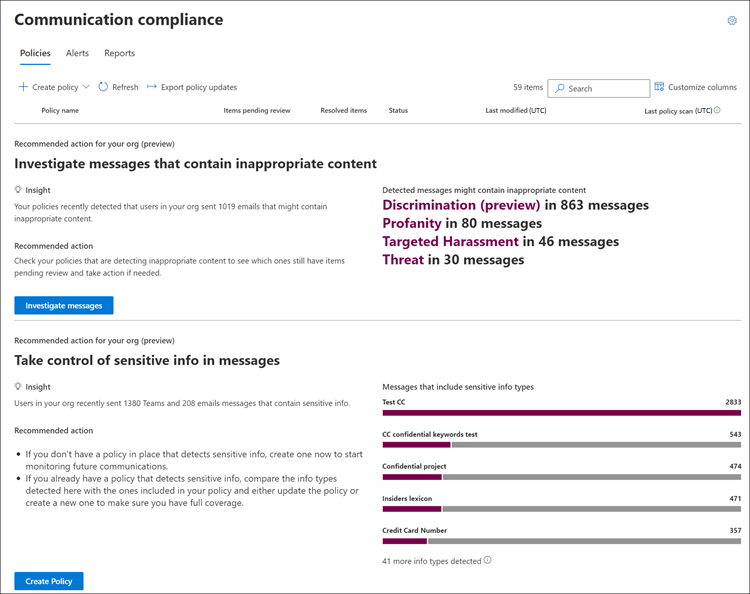 Communication compliance
Policies Alerts Reports
Create policy Refresh Export policy updates 59 items Search Customize columns
Policy name Items pending review Resolved items Status Last modified (UTC) Last policy scan (UTC)
Recommended action for your org (preview)
Investigate messages that contain inappropriate content
Insight
Your policies recently detected that users in your org sent 1019 emails that might contain
inappropriate content.
Recommended action
Check your policies that are detecting inappropriate content to see which ones still have items
pending review and take action if needed.
Investigate messages
Detected messages might contain inappropriate content
Discrimination (preview) in 863 messages
Profanity in 80 messages
Targeted Harassment in 46 messages
Threat in 30 messages
Recommended action for your org (preview)
Take control of sensitive info in messages
Insight
Users in your org recently sent 1380 Teams and 208 emails messages that contain sensitive info.
Recommended action
• If you don't have a policy in place that detects sensitive info, create one now to start
monitoring future communications.
• If you already have a policy that detects sensitive info, compare the info types
detected here with the ones included in your policy and either update the policy or
create a new one to make sure you have full coverage.
Create Policy
Messages that include sensitive info types
Test CC 2833
CC confidential keywords test 543
Confidential project 474
Insiders lexicon 471
Credit Card Number 357
41 more info types detected